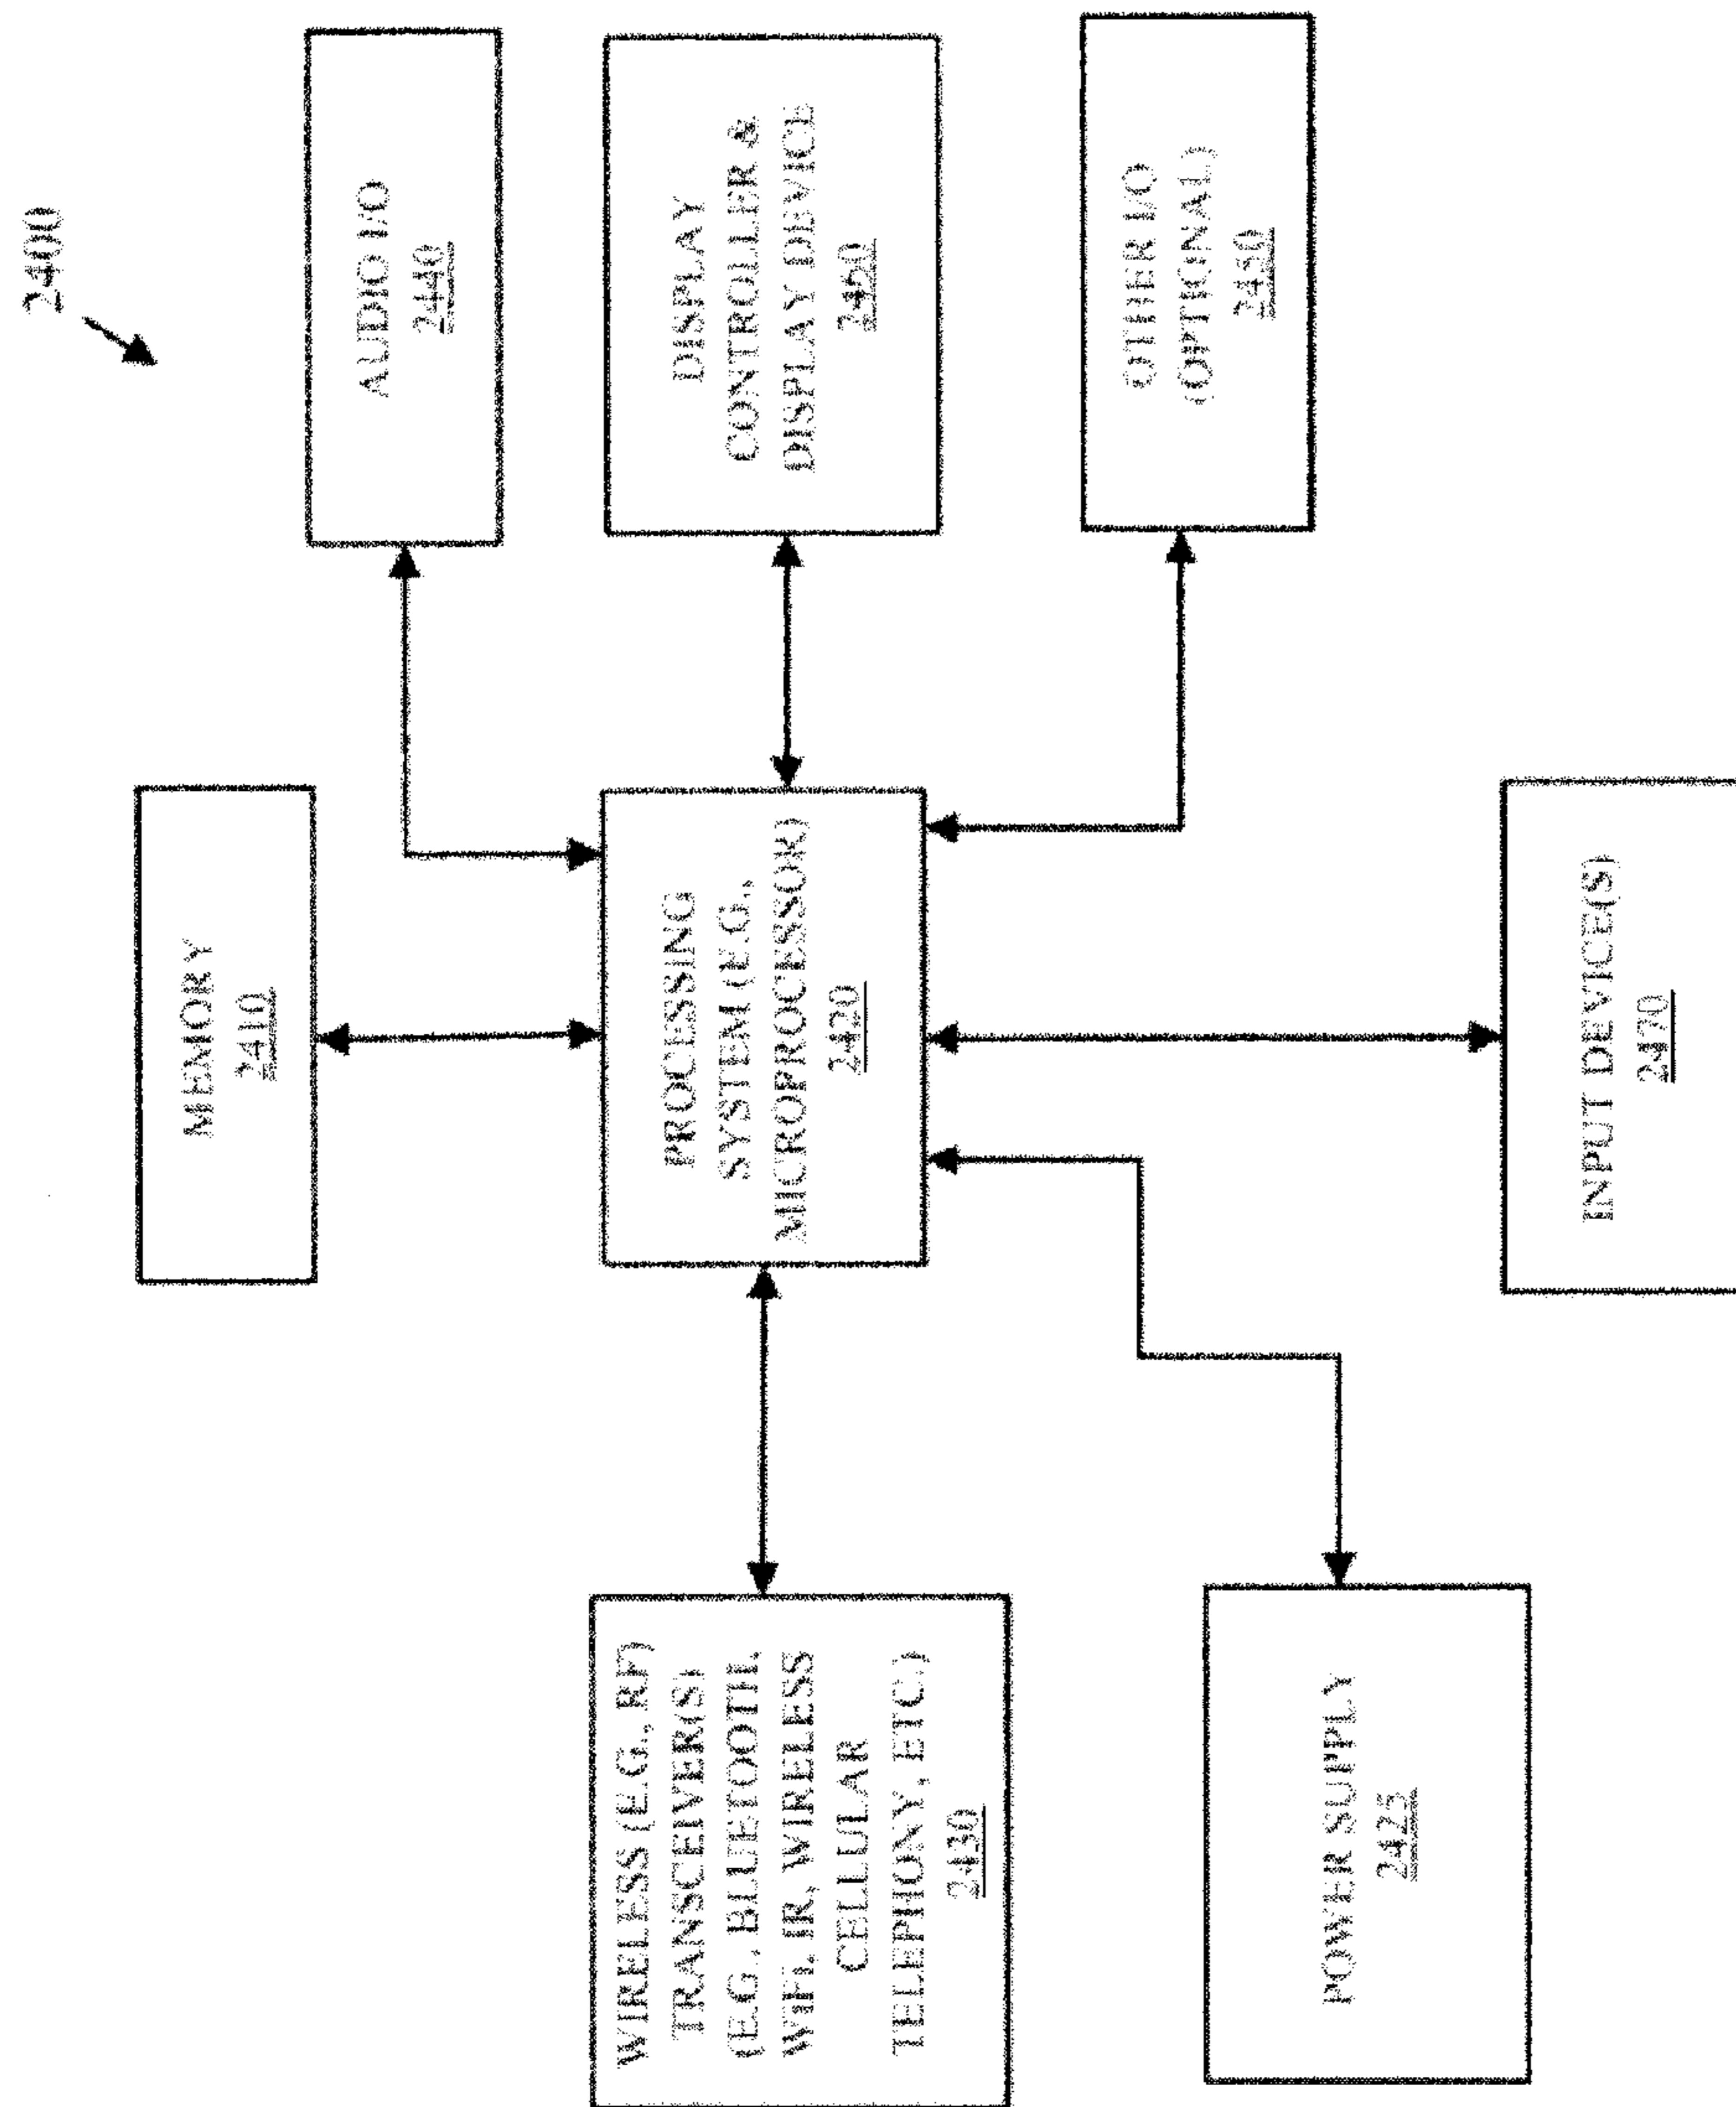 2400
MEMORY
2410
AUDIO I/O
2440
WIRELESS (E.G., RF)
TRANSCEIVER(S)
(E.G., BLUETOOTH,
WiFi, IR, WIRELESS
CELLULAR
TELEPHONY, ETC.)
2430
PROCESSING
SYSTEM (E.G.,
MICROPROCESSOR)
2420
DISPLAY
CONTROLLER &
DISPLAY DEVICE
2460
OTHER I/O
(OPTIONAL)
2450
POWER SUPPLY
2425
INPUT DEVICE(S)
2470